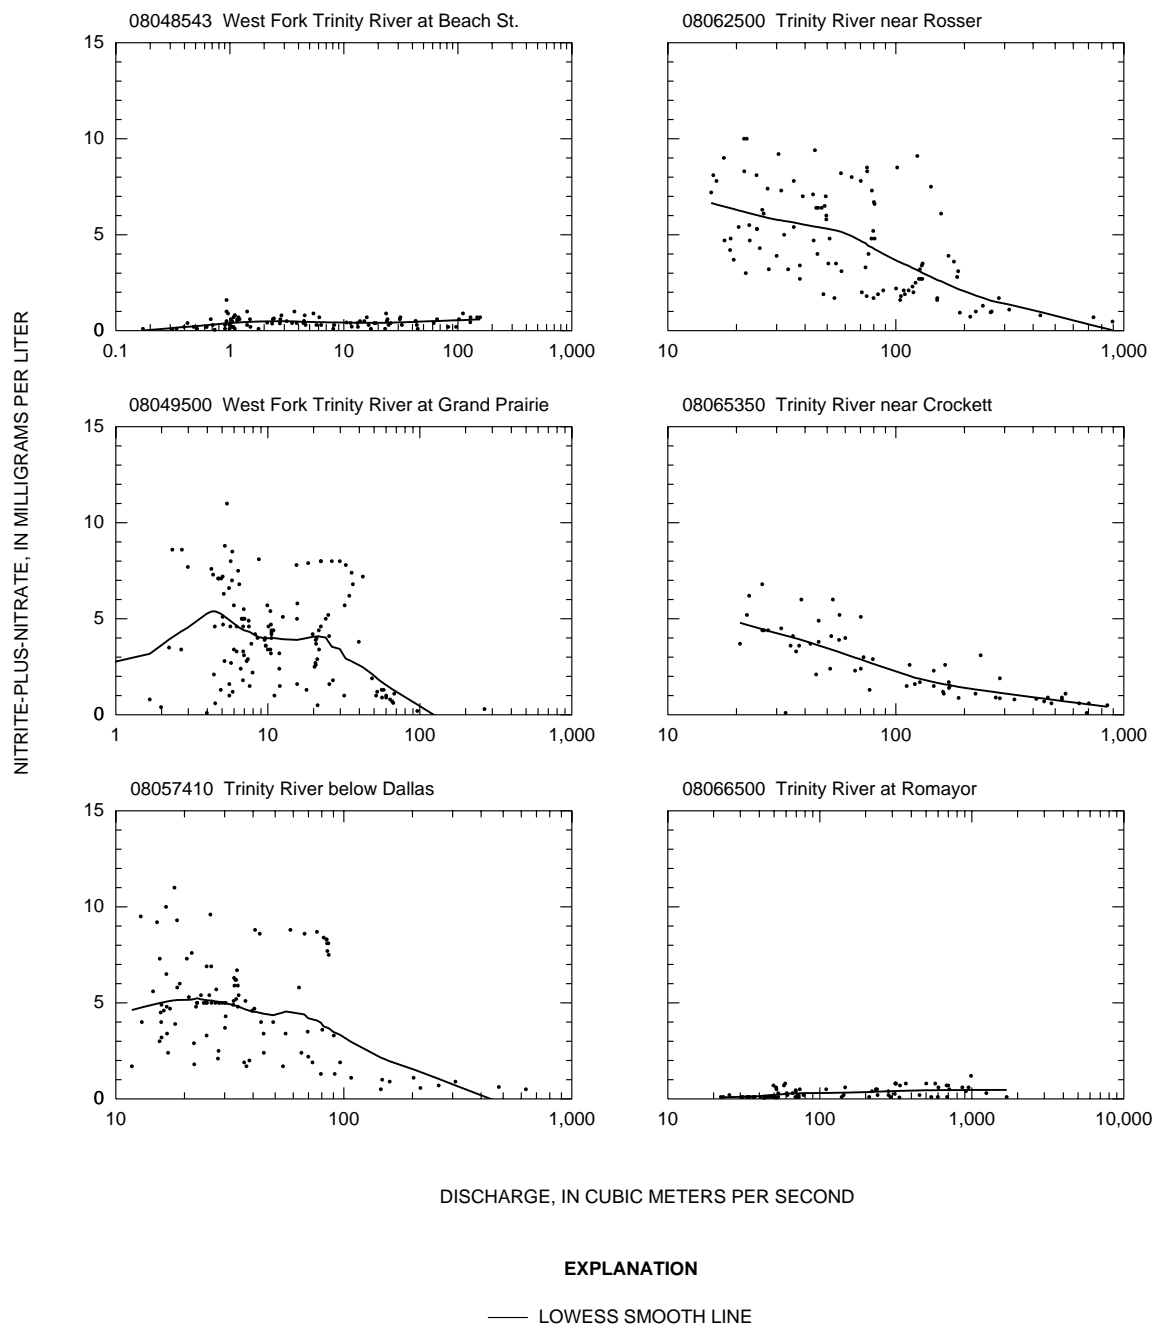 08048543 West Fork Trinity River at Beach St.
15
10
5
0
0.1 1 10 100 1,000
08062500 Trinity River near Rosser
10 100 1,000
08049500 West Fork Trinity River at Grand Prairie
15
10
5
0
1 10 100 1,000
08065350 Trinity River near Crockett
10 100 1,000
NITRITE-PLUS-NITRATE, IN MILLIGRAMS PER LITER
08057410 Trinity River below Dallas
15
10
5
0
10 100 1,000
08066500 Trinity River at Romayor
10 100 1,000 10,000
DISCHARGE, IN CUBIC METERS PER SECOND
EXPLANATION
LOWESS SMOOTH LINE